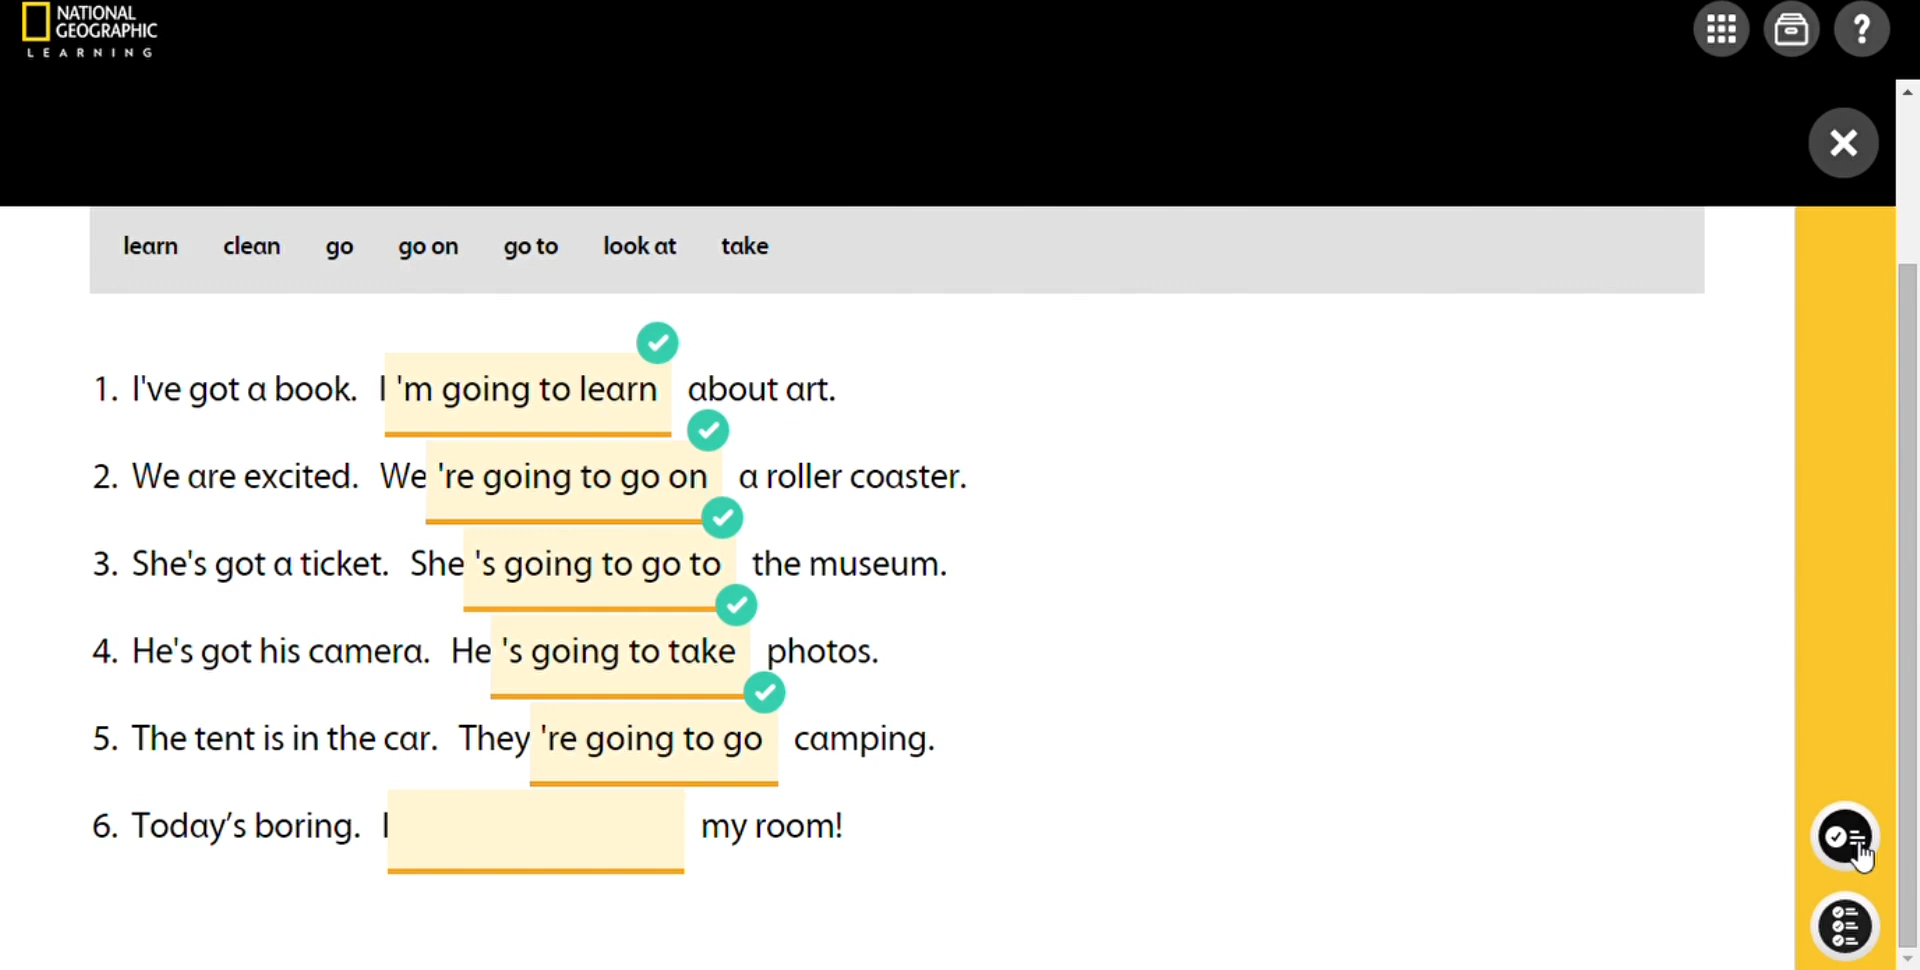 NATIONAL
GEOGRAPHIC
LEARNING
?
learn clean go go on go to look at take
1. I've got a book. I 'm going to learn about art.
2. We are excited. We 're going to go on a roller coaster.
3. She's got a ticket. She 's going to go to the museum.
4. He's got his camera. He 's going to take photos.
5. The tent is in the car. They 're going to go camping.
6. Today’s boring. I my room!